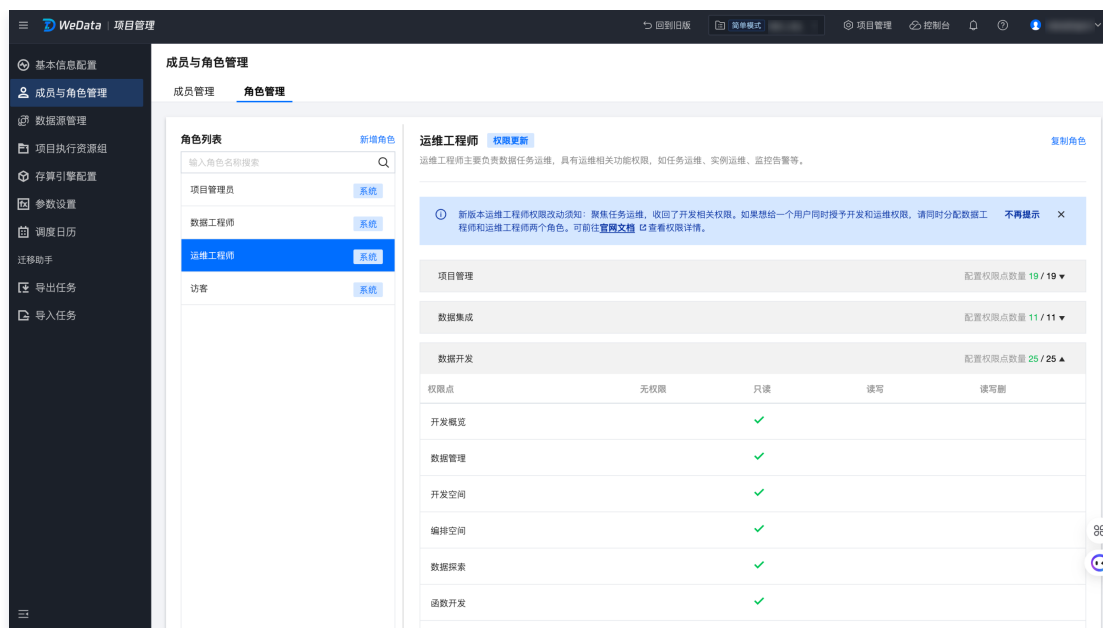 WeData 项目管理
回到旧版 简单模式 项目管理 控制台
基本信息配置
成员与角色管理
数据源管理
项目执行资源组
存算引擎配置
参数设置
调度日历
迁移助手
导出任务
导入任务
成员与角色管理
成员管理 角色管理
角色列表 新增角色
输入角色名称搜索
项目管理员 系统
数据工程师 系统
运维工程师 系统
访客 系统
运维工程师 权限更新 复制角色
运维工程师主要负责数据任务运维，具有运维相关功能权限，如任务运维、实例运维、监控告警等。
新版本运维工程师权限改动须知：聚焦任务运维，收回了开发相关权限。如果想给一个用户同时授予开发和运维权限，请同时分配数据工 不再提示
程师和运维工程师两个角色。可前往官网文档查看权限详情。
项目管理 配置权限点数量 19 / 19
数据集成 配置权限点数量 11 / 11
数据开发 配置权限点数量 25 / 25
权限点 无权限 只读 读写 读写删
开发概览
数据管理
开发空间
编排空间
数据探索
函数开发